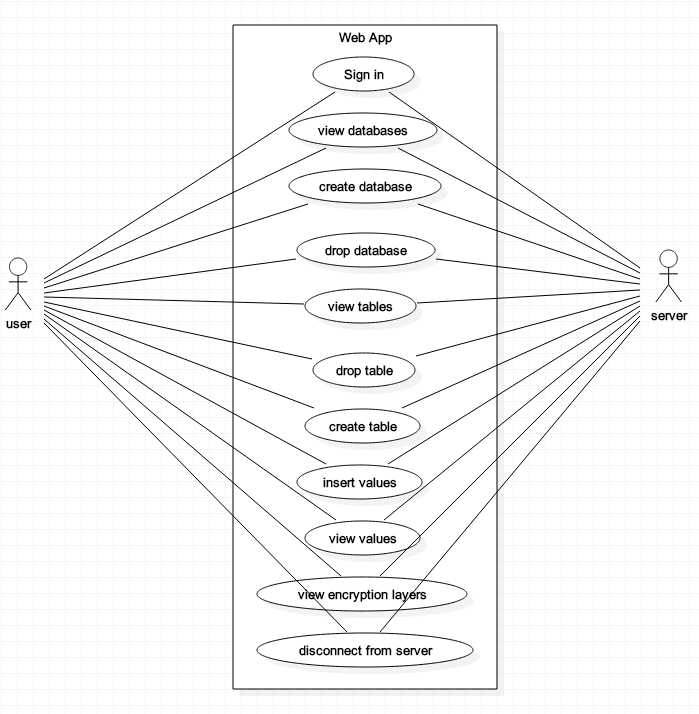 Web App
Sign in
view databases
create database
drop database
view tables
user
server
drop table
create table
insert values
view values
view encryption layers
disconnect from server